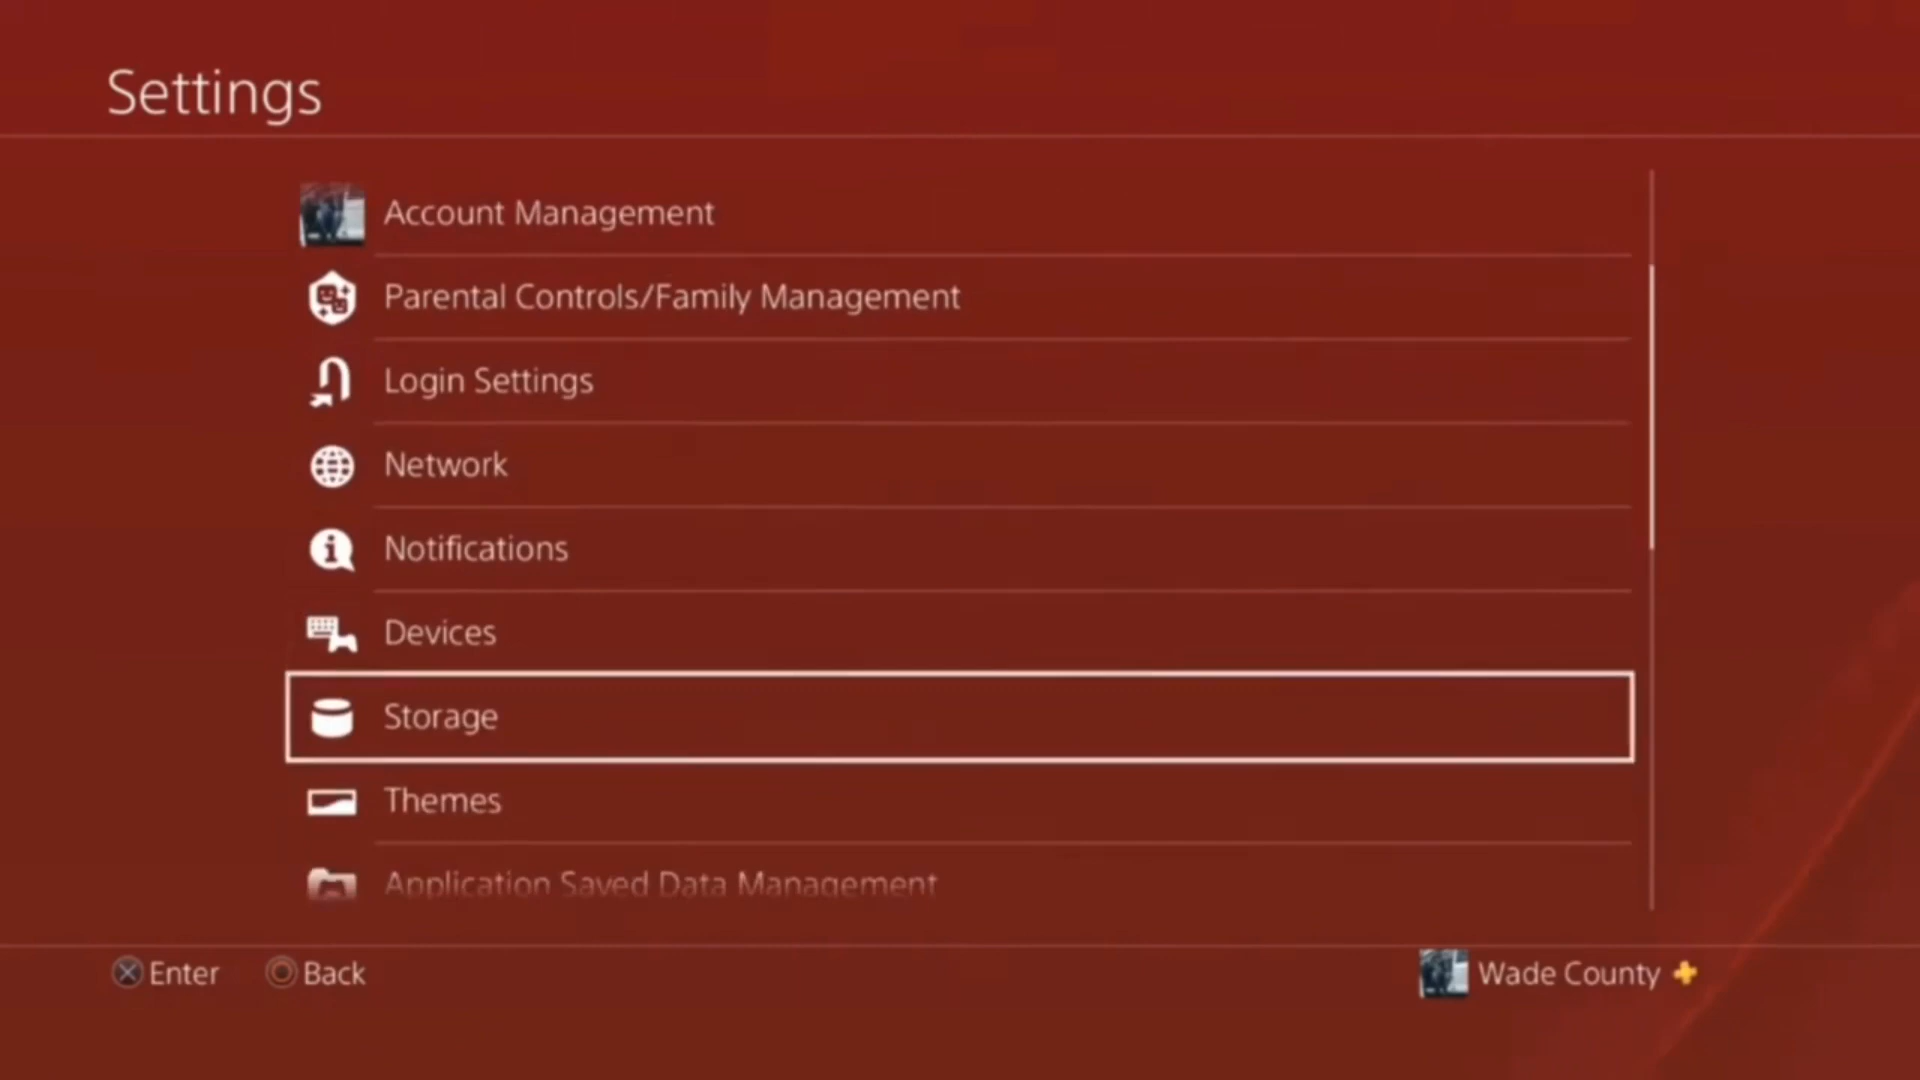 Settings
Account Management
Parental Controls/Family Management
Login Settings
Network
Notifications
Devices
Storage
Themes
Application Saved Data Management
Enter
Back
Wade County